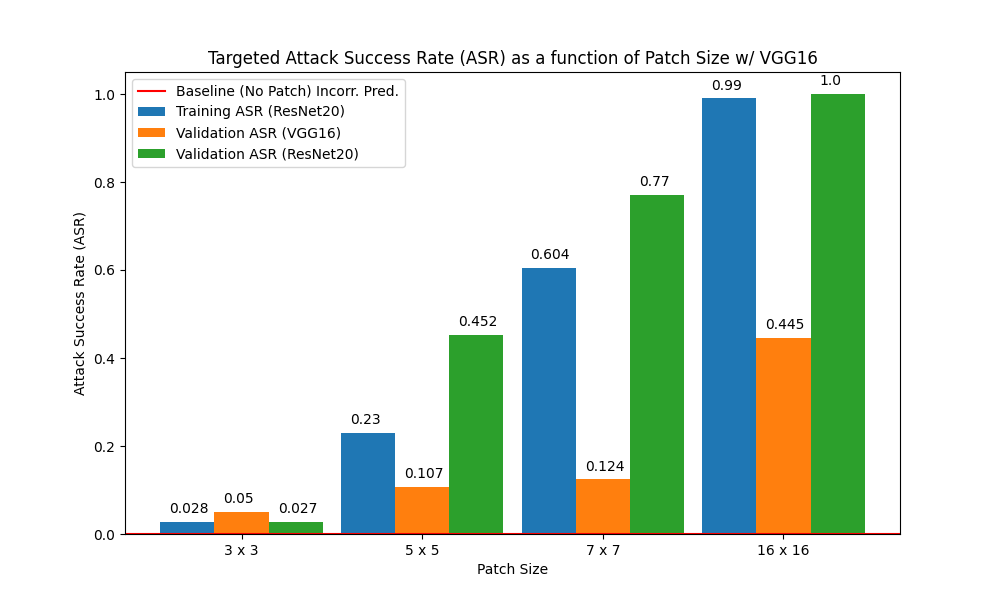 Targeted Attack Success Rate (ASR) as a function of Patch Size w/ VGG16
Baseline (No Patch) Incorr. Pred.
Training ASR (ResNet20)
Validation ASR (VGG16)
Validation ASR (ResNet20)
Attack Success Rate (ASR)
1.0
0.8
0.6
0.4
0.2
0.0
0.028
0.05
0.027
0.23
0.107
0.452
0.604
0.124
0.77
0.99
0.445
1.0
3 x 3
5 x 5
7 x 7
16 x 16
Patch Size